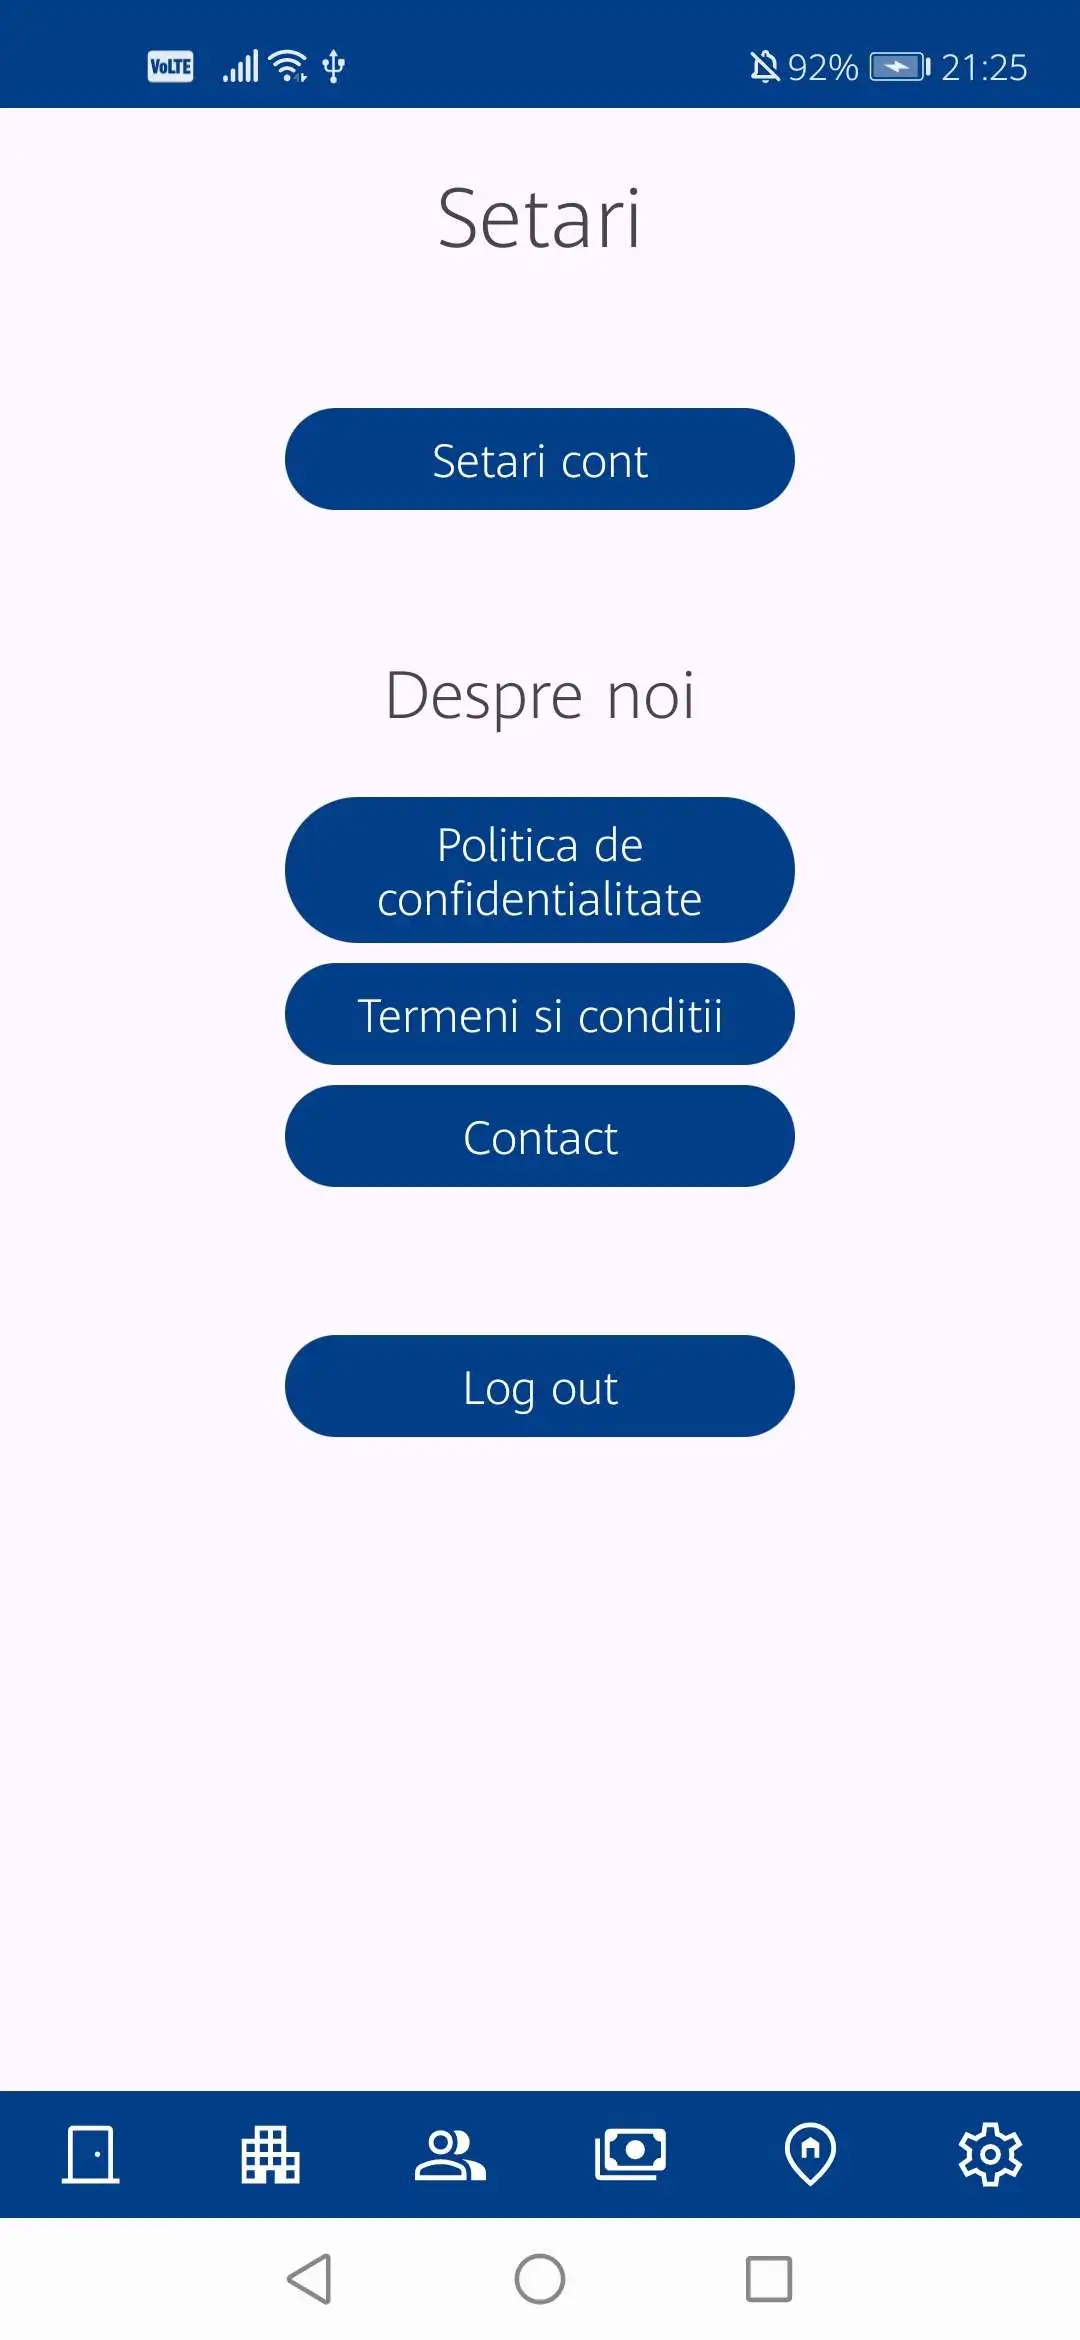 VoLTE 92% 21:25
Setari
Setari cont
Despre noi
Politica de
confidentialitate
Termeni si conditii
Contact
Log out